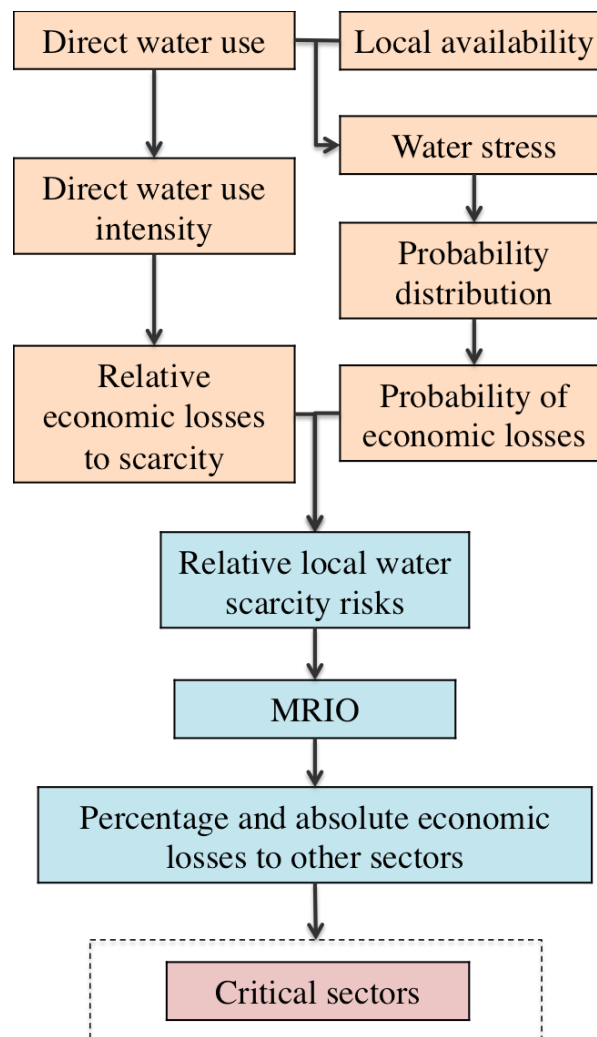 Direct water use
Local availability
Water stress
Direct water use
intensity
Probability
distribution
Relative
economic losses
to scarcity
Probability of
economic losses
Relative local water
scarcity risks
MRIO
Percentage and absolute economic
losses to other sectors
Critical sectors